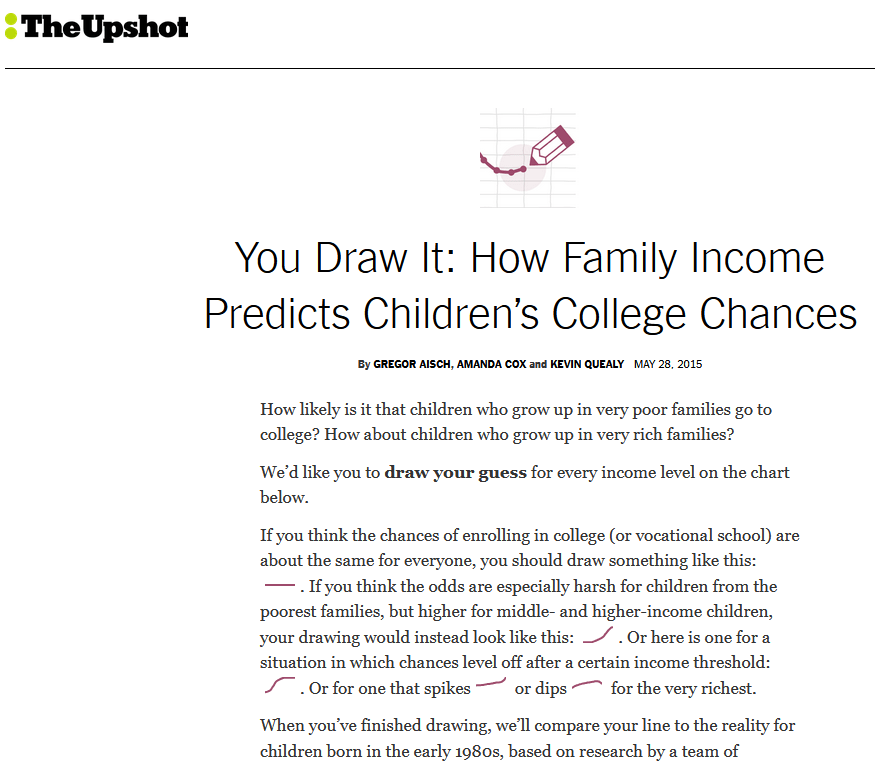 TheUpshot
You Draw It: How Family Income
Predicts Children’s College Chances
By GREGOR AISCH, AMANDA COX and KEVIN QUEALY MAY 28, 2015
How likely is it that children who grow up in very poor families go to
college? How about children who grow up in very rich families?
We’d like you to draw your guess for every income level on the chart
below.
If you think the chances of enrolling in college (or vocational school) are
about the same for everyone, you should draw something like this:
. If you think the odds are especially harsh for children from the
poorest families, but higher for middle- and higher-income children,
your drawing would instead look like this: . Or here is one for a
situation in which chances level off after a certain income threshold:
. Or for one that spikes or dips for the very richest.
When you’ve finished drawing, we’ll compare your line to the reality for
children born in the early 1980s, based on research by a team of